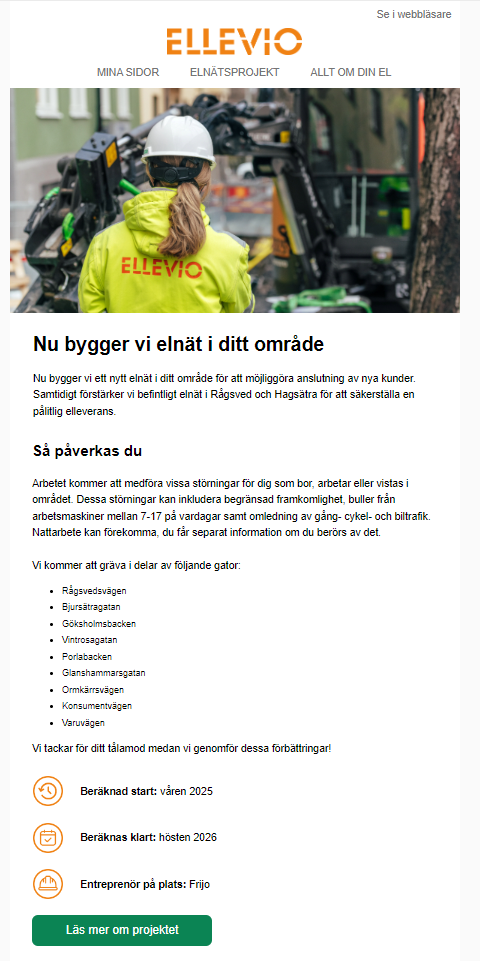 Se i webbläsare
ELLEVIO
MINA SIDOR ELNÄTSPROJEKT ALLT OM DIN EL
ELLEVIO
Nu bygger vi elnät i ditt område
Nu bygger vi ett nytt elnät i ditt område för att möjliggöra anslutning av nya kunder.
Samtidigt förstärker vi befintligt elnät i Rågsved och Hagsätra för att säkerställa en
pålitlig elleverans.
Så påverkas du
Arbetet kommer att medföra vissa störningar för dig som bor, arbetar eller vistas i
området. Dessa störningar kan inkludera begränsad framkomlighet, buller från
arbetsmaskiner mellan 7-17 på vardagar samt omledning av gång- cykel- och biltrafik.
Nattarbete kan förekomma, du får separat information om du berörs av det.
Vi kommer att gräva i delar av följande gator:
• Rågsvedsvägen
• Bjursätragatan
• Göksholmsbacken
• Vintrosagatan
• Porlabacken
• Glanshammarsgatan
• Ormkärrsvägen
• Konsumentvägen
• Varuvägen
Vi tackar för ditt tålamod medan vi genomför dessa förbättringar!
Beräknad start: våren 2025
Beräknas klart: hösten 2026
Entreprenör på plats: Frijo
Läs mer om projektet